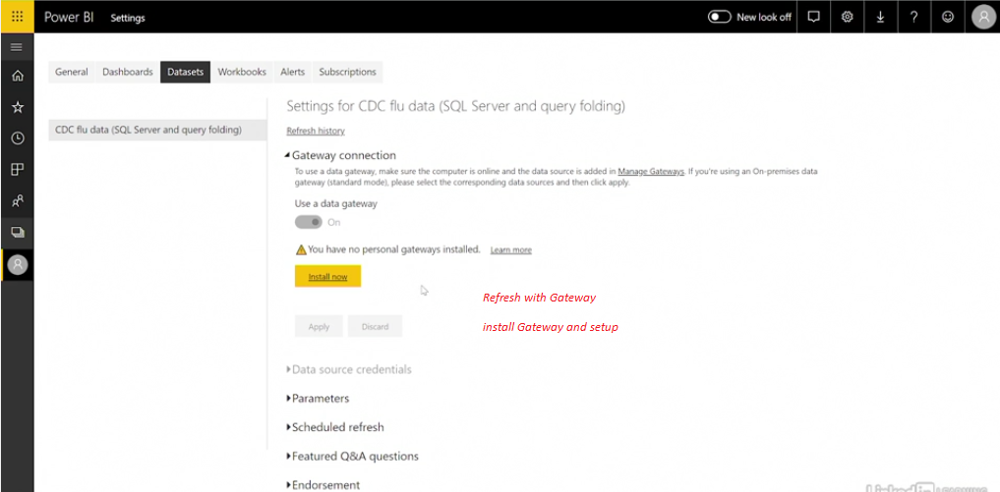 Power BI Settings New look off
General Dashboards Datasets Workbooks Alerts Subscriptions
CDC flu data (SQL Server and query folding)
Settings for CDC flu data (SQL Server and query folding)
Refresh history
Gateway connection
To use a data gateway, make sure the computer is online and the data source is added in Manage Gateways. If you're using an On-premises data
gateway (standard mode), please select the corresponding data sources and then click apply.
Use a data gateway
On
You have no personal gateways installed. Learn more
Install now
Refresh with Gateway
install Gateway and setup
Apply Discard
Data source credentials
Parameters
Scheduled refresh
Featured Q&A questions
Endorsement